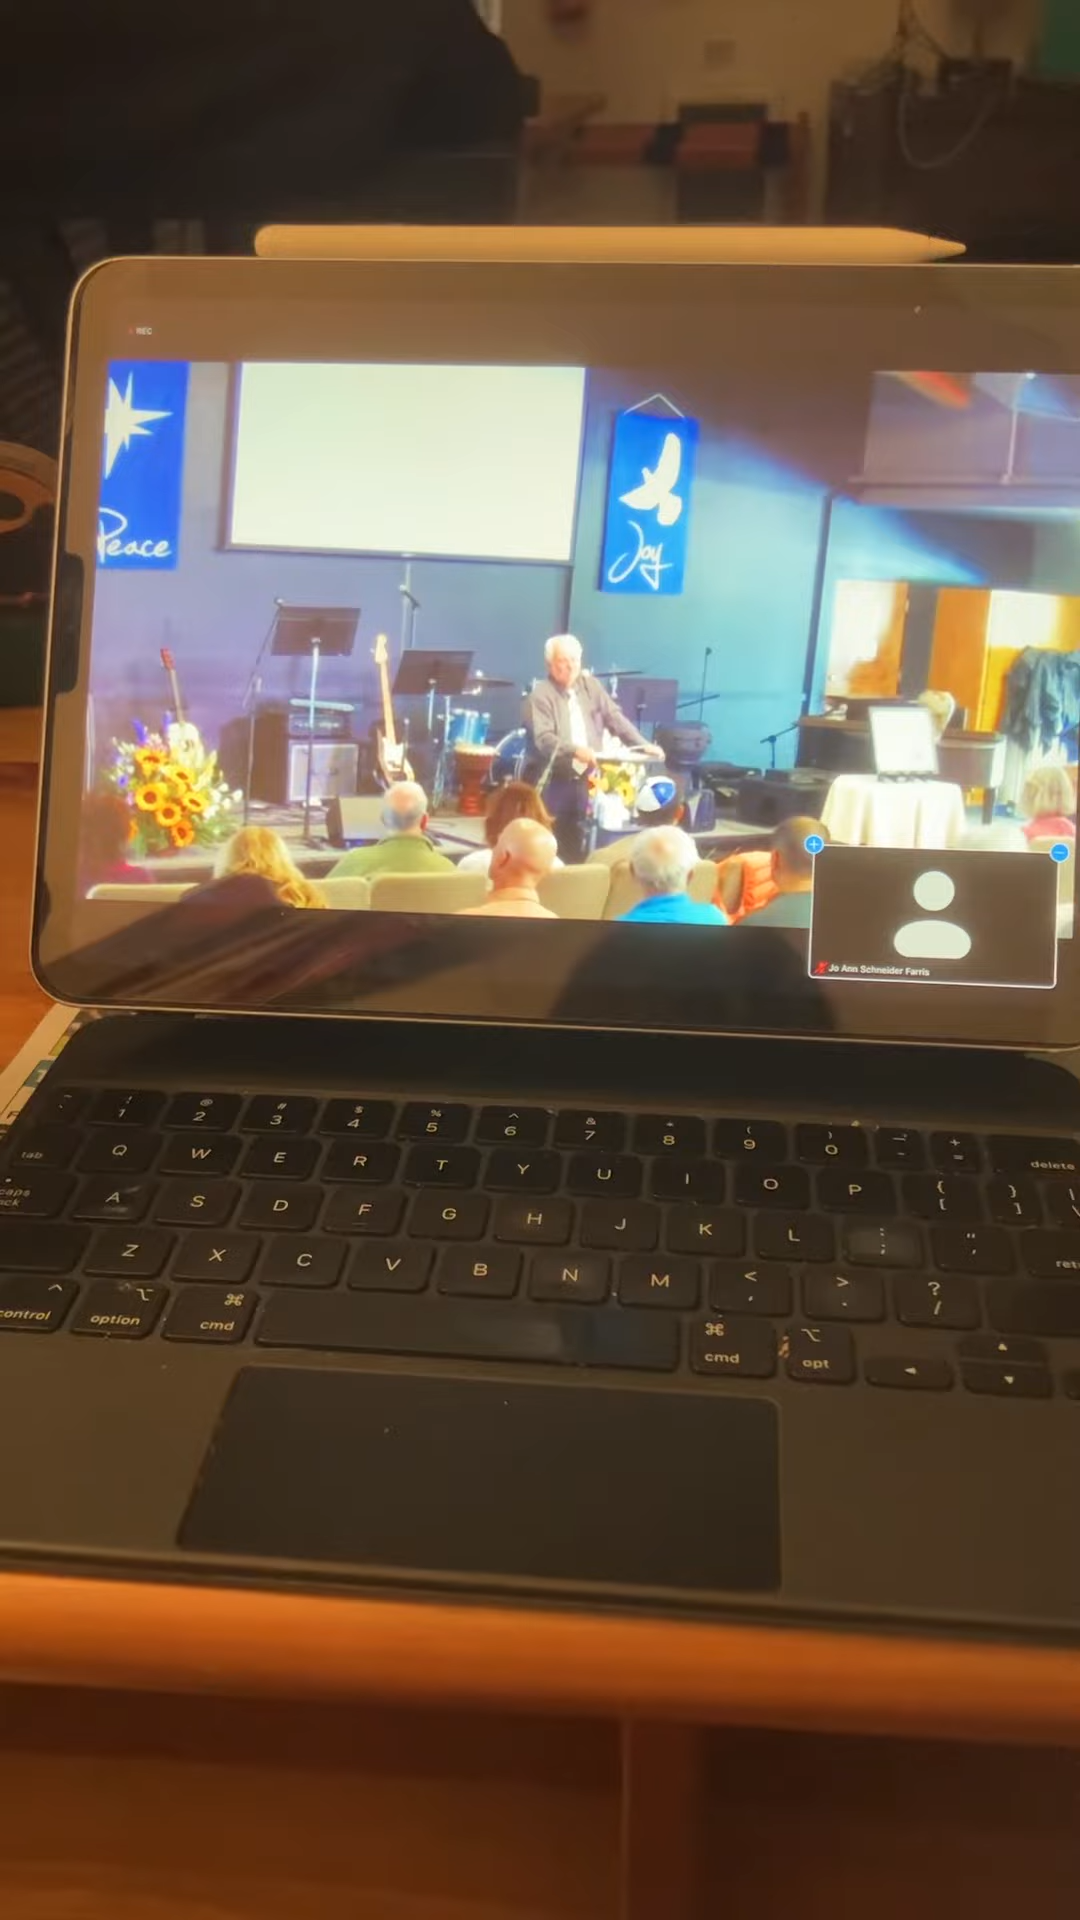 REC
Peace
Joy
Jo Ann Schneider Farris
! @ # $ % ^ & * ( ) — +
1 2 3 4 5 6 7 8 9 0 - = delete
tab Q W E R T Y U I O P { [ } ] | \
caps A S D F G H J K L : ; " '
Z X C V B N M < , > . ? /
control option cmd cmd opt